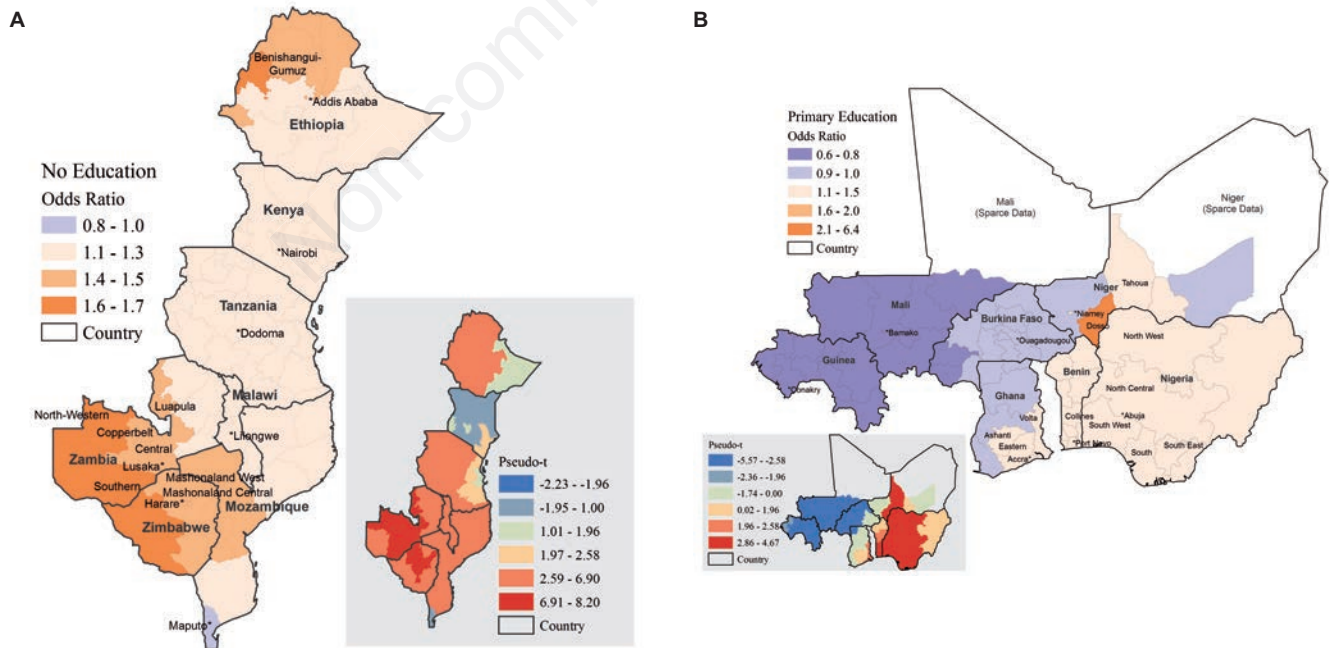 A
Benishangui-
Gumuz
*Addis Ababa
Ethiopia
No Education
Odds Ratio
0.8 - 1.0
1.1 - 1.3
1.4 - 1.5
1.6 - 1.7
Country
Kenya
*Nairobi
Tanzania
*Dodoma
Malawi
Luapula
North-Western
Copperbelt
Lilongwe
Central
Zambia
Lusaka*
Mashonaland West
Southern
Mashonaland Central
Harare*
Mozambique
Zimbabwe
Maputo*
Pseudo-t
-2.23 - -1.96
-1.95 - 1.00
1.01 - 1.96
1.97 - 2.58
2.59 - 6.90
6.91 - 8.20
Country
Non comm
B
Primary Education
Odds Ratio
0.6 - 0.8
0.9 - 1.0
1.1 - 1.5
1.6 - 2.0
2.1 - 6.4
Country
Mali
(Sparce Data)
Niger
(Sparce Data)
Niger
Tahoua
Mali
*Bamako
Burkina Faso
*Niamey
Dosso
*Ouagadougou
North West
Guinea
*Conakry
Benin
Nigeria
Ghana
North Central
Volta
Collines
*Abuja
South West
Ashanti
Eastern
*Port Novo
South East
Accra*
South
Pseudo-t
-5.57 - -2.58
-2.36 - -1.96
-1.74 - 0.00
0.02 - 1.96
1.96 - 2.58
2.86 - 4.67
Country